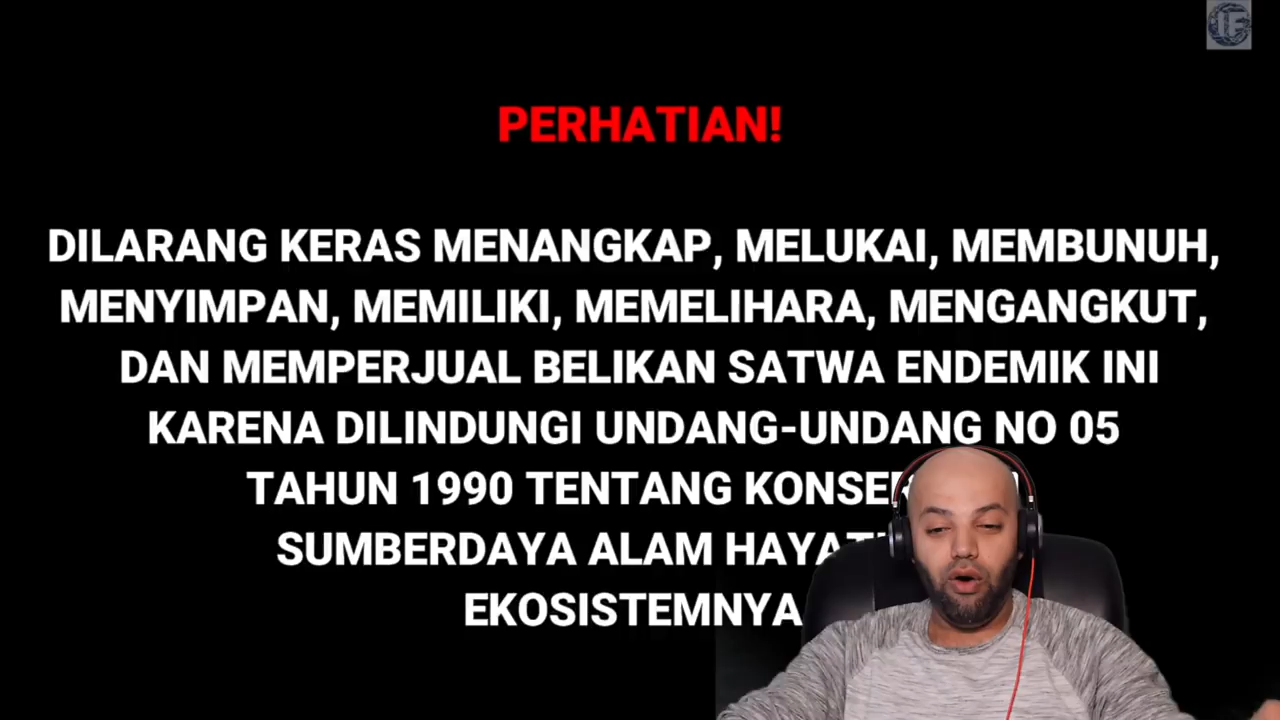 PERHATIAN!
DILARANG KERAS MENANGKAP, MELUKAI, MEMBUNUH,
MENYIMPAN, MEMILIKI, MEMELIHARA, MENGANGKUT,
DAN MEMPERJUAL BELIKAN SATWA ENDEMIK INI
KARENA DILINDUNGI UNDANG-UNDANG NO 05
TAHUN 1990 TENTANG
SUMBERDAYA ALAM
EKOSISTEMNYA